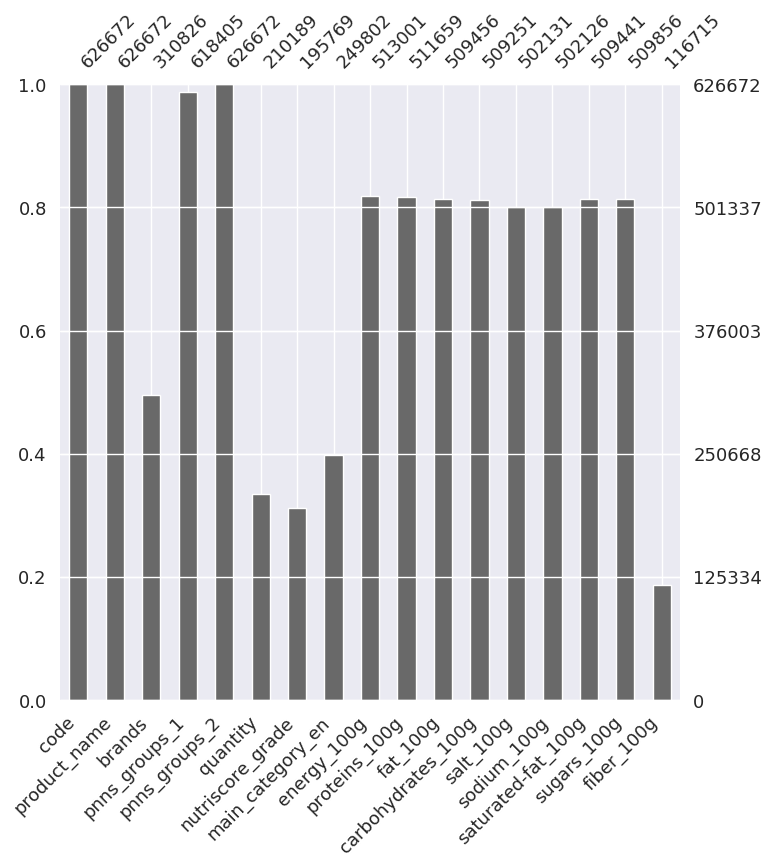 626672
626672
310826
618405
626672
210189
195769
249802
513001
511659
509456
509251
502131
502126
509441
509856
116715
1.0
626672
0.8
501337
0.6
376003
0.4
250668
0.2
125334
0.0
0
code
product_name
brands
pnns_groups_1
pnns_groups_2
quantity
nutriscore_grade
main_category_en
energy_100g
proteins_100g
fat_100g
carbohydrates_100g
salt_100g
sodium_100g
saturated-fat_100g
sugars_100g
fiber_100g